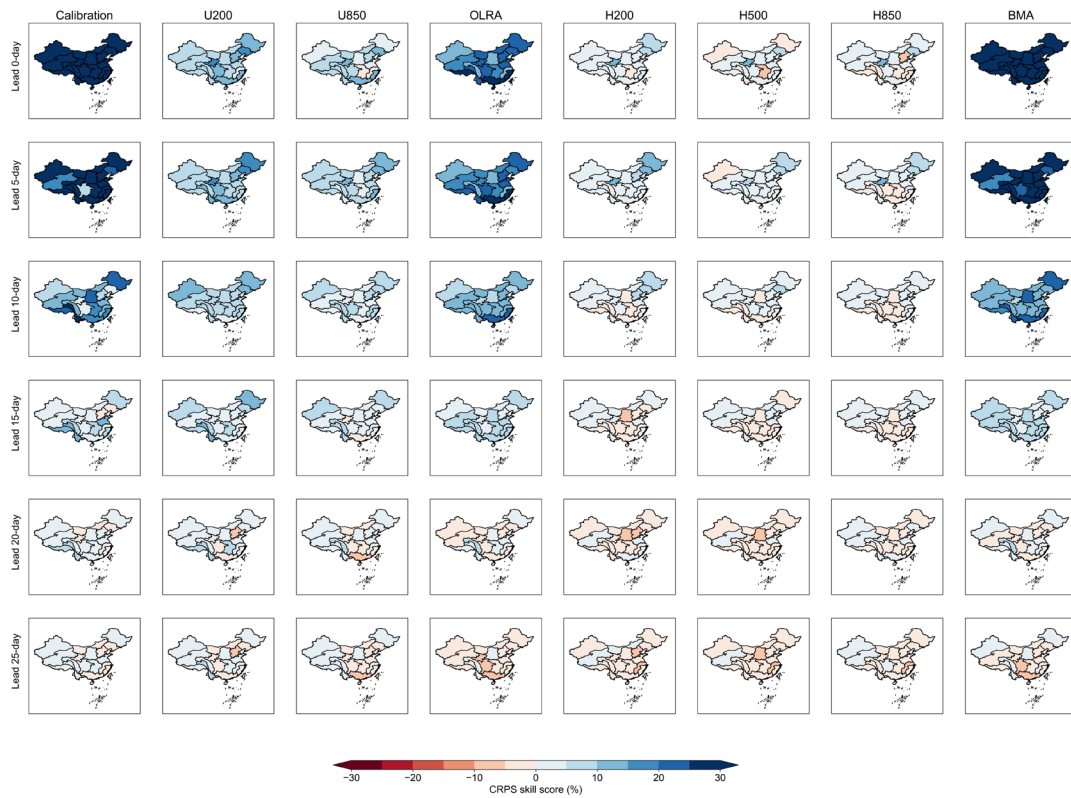 Calibration U200 U850 OLRA H200 H500 H850 BMA
Lead 0-day
Lead 5-day
Lead 10-day
Lead 15-day
Lead 20-day
Lead 25-day
−30 −20 −10 0 10 20 30
CRPS skill score (%)